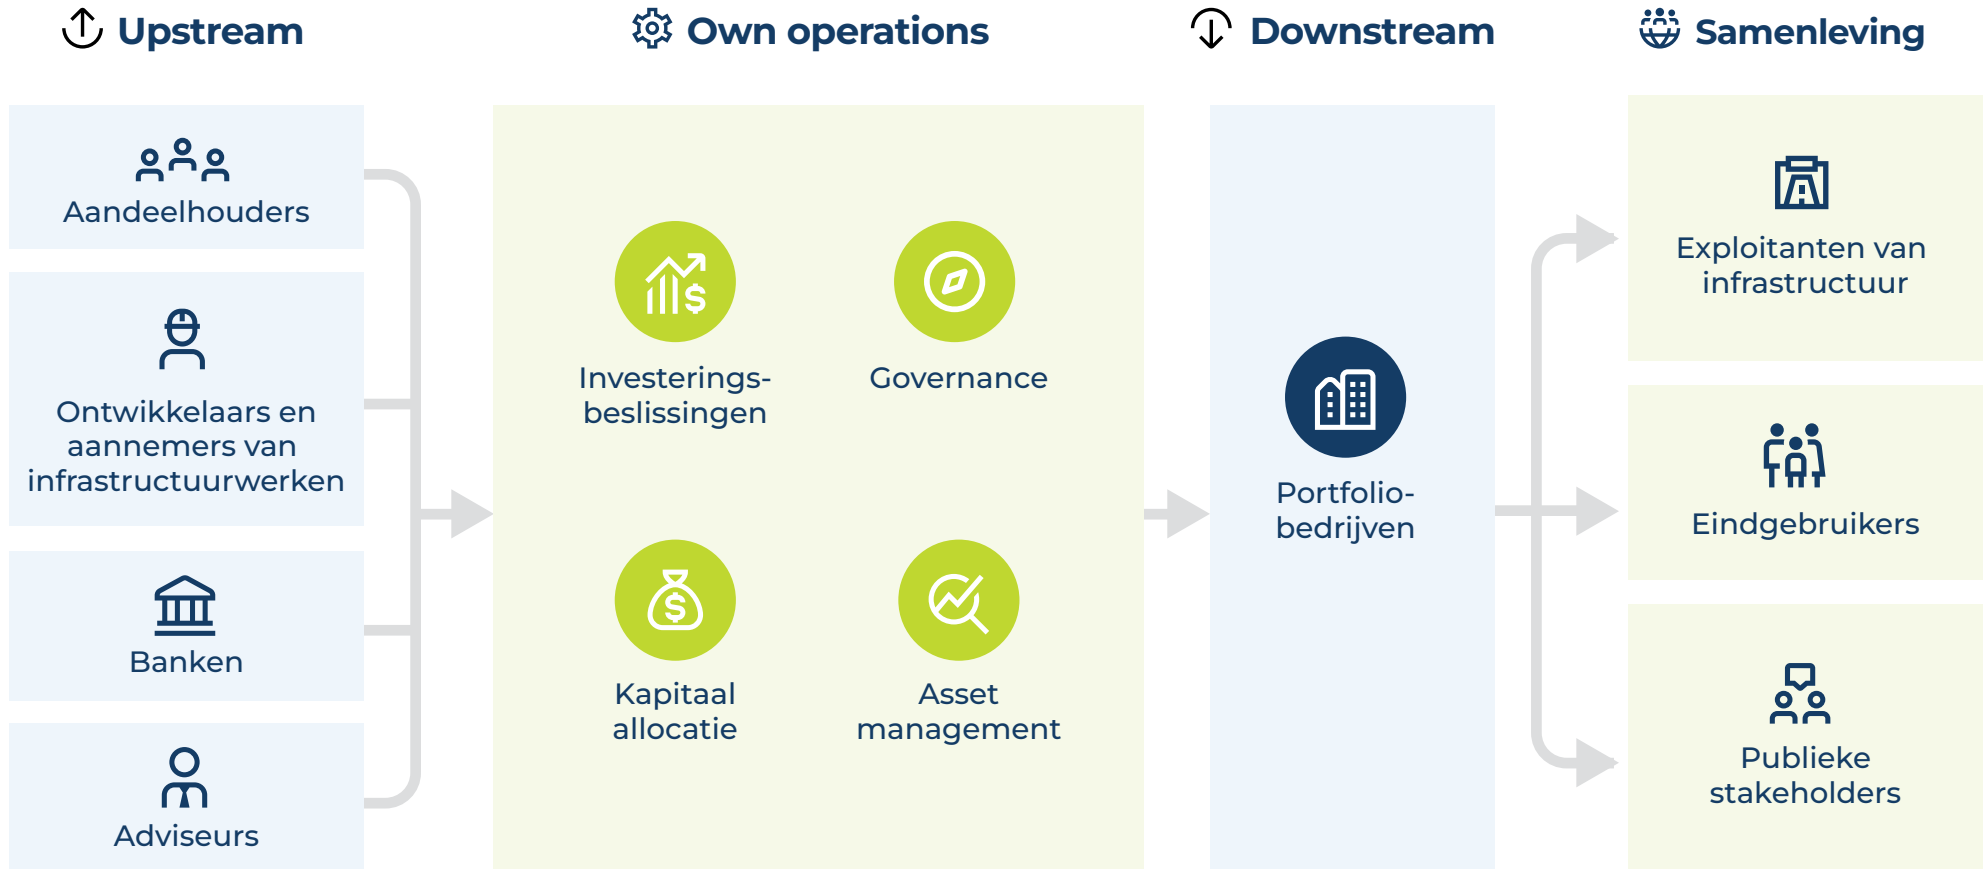 Upstream
Own operations
Downstream
Samenleving
Aandeelhouders
Ontwikkelaars en
aannemers van
infrastructuurwerken
Banken
Adviseurs
Investerings-
beslissingen
Governance
Kapitaal
allocatie
Asset
management
Portfolio-
bedrijven
Exploitanten van
infrastructuur
Eindgebruikers
Publieke
stakeholders